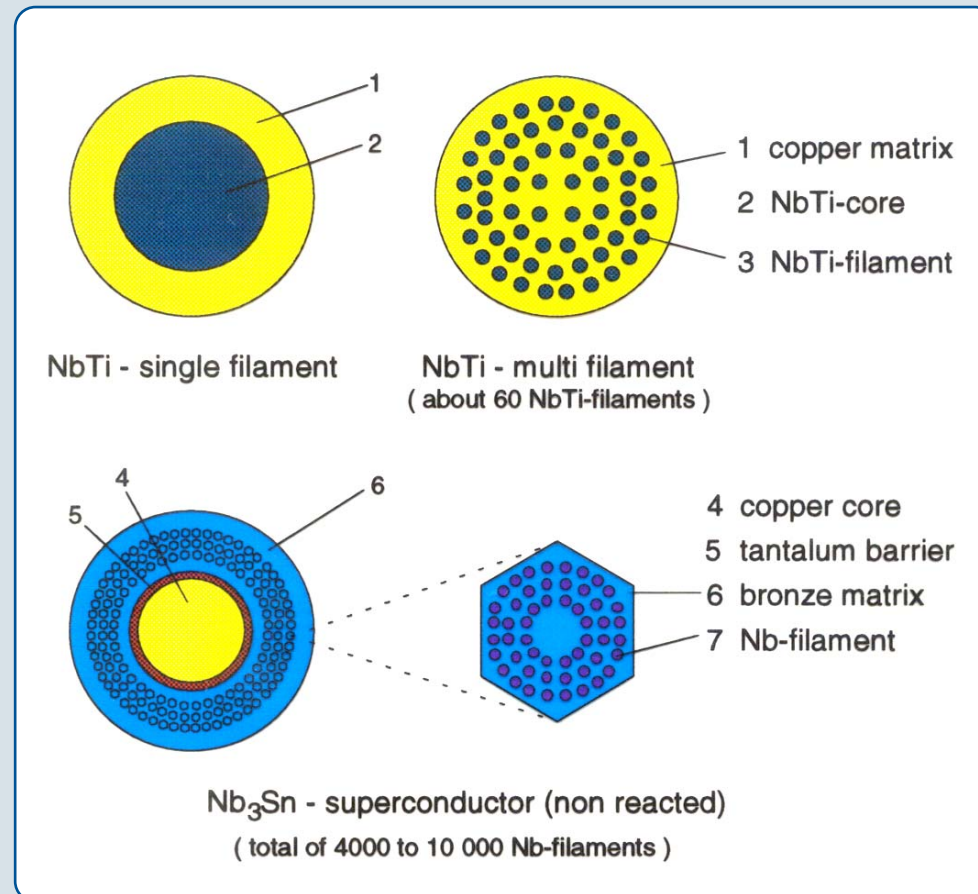 1
2
1 copper matrix
2 NbTi-core
3 NbTi-filament
NbTi - single filament
NbTi - multi filament
( about 60 NbTi-filaments )
4
5
6
4 copper core
5 tantalum barrier
6 bronze matrix
7 Nb-filament
Nb₃Sn - superconductor (non reacted)
( total of 4000 to 10 000 Nb-filaments )